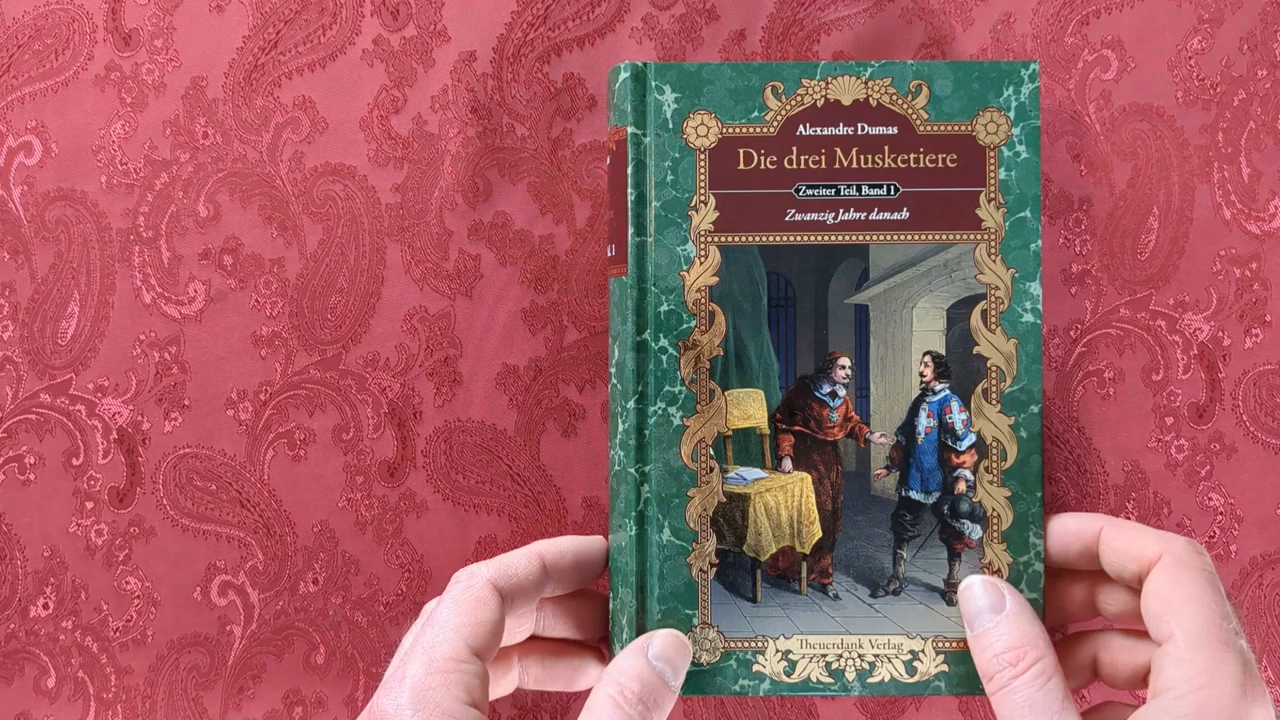 Alexandre Dumas
Die drei Musketiere
Zweiter Teil, Band 1
Zwanzig Jahre danach
Theuerdank Verlag